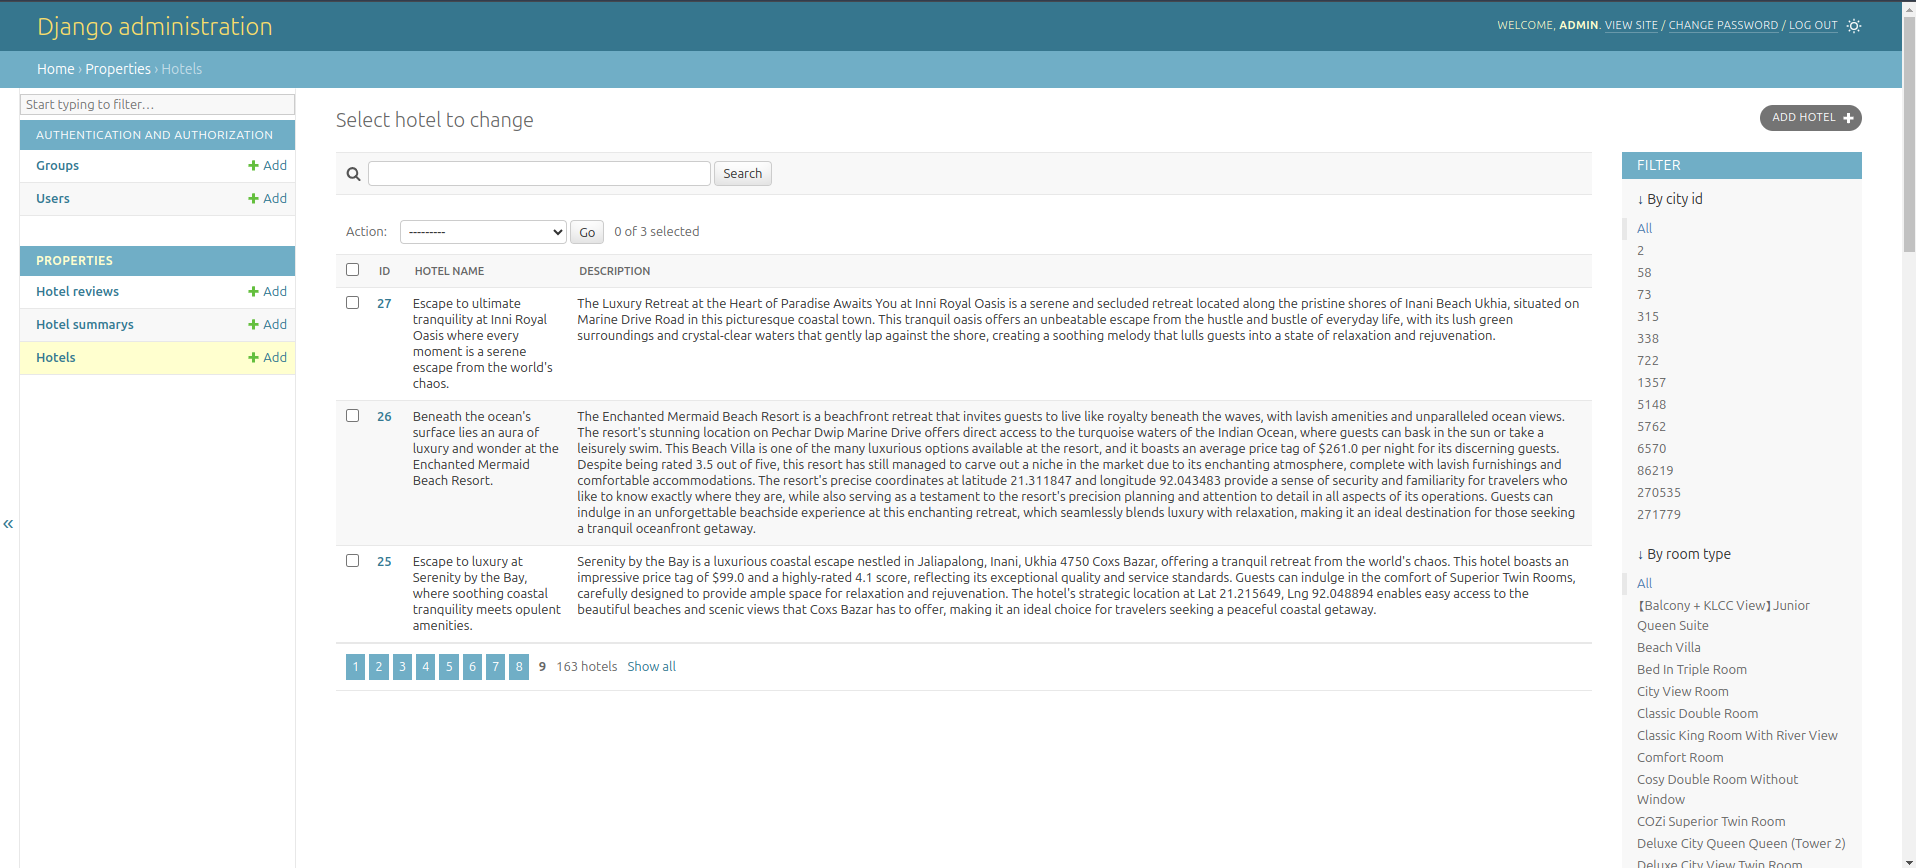 Django administration
WELCOME, ADMIN. VIEW SITE / CHANGE PASSWORD / LOG OUT
Home › Properties › Hotels
Start typing to filter...
AUTHENTICATION AND AUTHORIZATION
Groups + Add
Users + Add
PROPERTIES
Hotel reviews + Add
Hotel summarys + Add
Hotels + Add
«
Select hotel to change
ADD HOTEL +
Search
Action: --------- Go 0 of 3 selected
ID HOTEL NAME DESCRIPTION
27
Escape to ultimate
tranquility at Inni Royal
Oasis where every
moment is a serene
escape from the world's
chaos.
The Luxury Retreat at the Heart of Paradise Awaits You at Inni Royal Oasis is a serene and secluded retreat located along the pristine shores of Inani Beach Ukhia, situated on
Marine Drive Road in this picturesque coastal town. This tranquil oasis offers an unbeatable escape from the hustle and bustle of everyday life, with its lush green
surroundings and crystal-clear waters that gently lap against the shore, creating a soothing melody that lulls guests into a state of relaxation and rejuvenation.
26
Beneath the ocean's
surface lies an aura of
luxury and wonder at the
Enchanted Mermaid
Beach Resort.
The Enchanted Mermaid Beach Resort is a beachfront retreat that invites guests to live like royalty beneath the waves, with lavish amenities and unparalleled ocean views.
The resort's stunning location on Pechar Dwip Marine Drive offers direct access to the turquoise waters of the Indian Ocean, where guests can bask in the sun or take a
leisurely swim. This Beach Villa is one of the many luxurious options available at the resort, and it boasts an average price tag of $261.0 per night for its discerning guests.
Despite being rated 3.5 out of five, this resort has still managed to carve out a niche in the market due to its enchanting atmosphere, complete with lavish furnishings and
comfortable accommodations. The resort's precise coordinates at latitude 21.311847 and longitude 92.043483 provide a sense of security and familiarity for travelers who
like to know exactly where they are, while also serving as a testament to the resort's precision planning and attention to detail in all aspects of its operations. Guests can
indulge in an unforgettable beachside experience at this enchanting retreat, which seamlessly blends luxury with relaxation, making it an ideal destination for those seeking
a tranquil oceanfront getaway.
25
Escape to luxury at
Serenity by the Bay,
where soothing coastal
tranquility meets opulent
amenities.
Serenity by the Bay is a luxurious coastal escape nestled in Jaliapalong, Inani, Ukhia 4750 Coxs Bazar, offering a tranquil retreat from the world's chaos. This hotel boasts an
impressive price tag of $99.0 and a highly-rated 4.1 score, reflecting its exceptional quality and service standards. Guests can indulge in the comfort of Superior Twin Rooms,
carefully designed to provide ample space for relaxation and rejuvenation. The hotel's strategic location at Lat 21.215649, Lng 92.048894 enables easy access to the
beautiful beaches and scenic views that Coxs Bazar has to offer, making it an ideal choice for travelers seeking a peaceful coastal getaway.
1 2 3 4 5 6 7 8 9 163 hotels Show all
FILTER
↓ By city id
All
2
58
73
315
338
722
1357
5148
5762
6570
86219
270535
271779
↓ By room type
All
【Balcony + KLCC View】Junior
Queen Suite
Beach Villa
Bed In Triple Room
City View Room
Classic Double Room
Classic King Room With River View
Comfort Room
Cosy Double Room Without
Window
COZi Superior Twin Room
Deluxe City Queen Queen (Tower 2)
Deluxe City View Twin Room